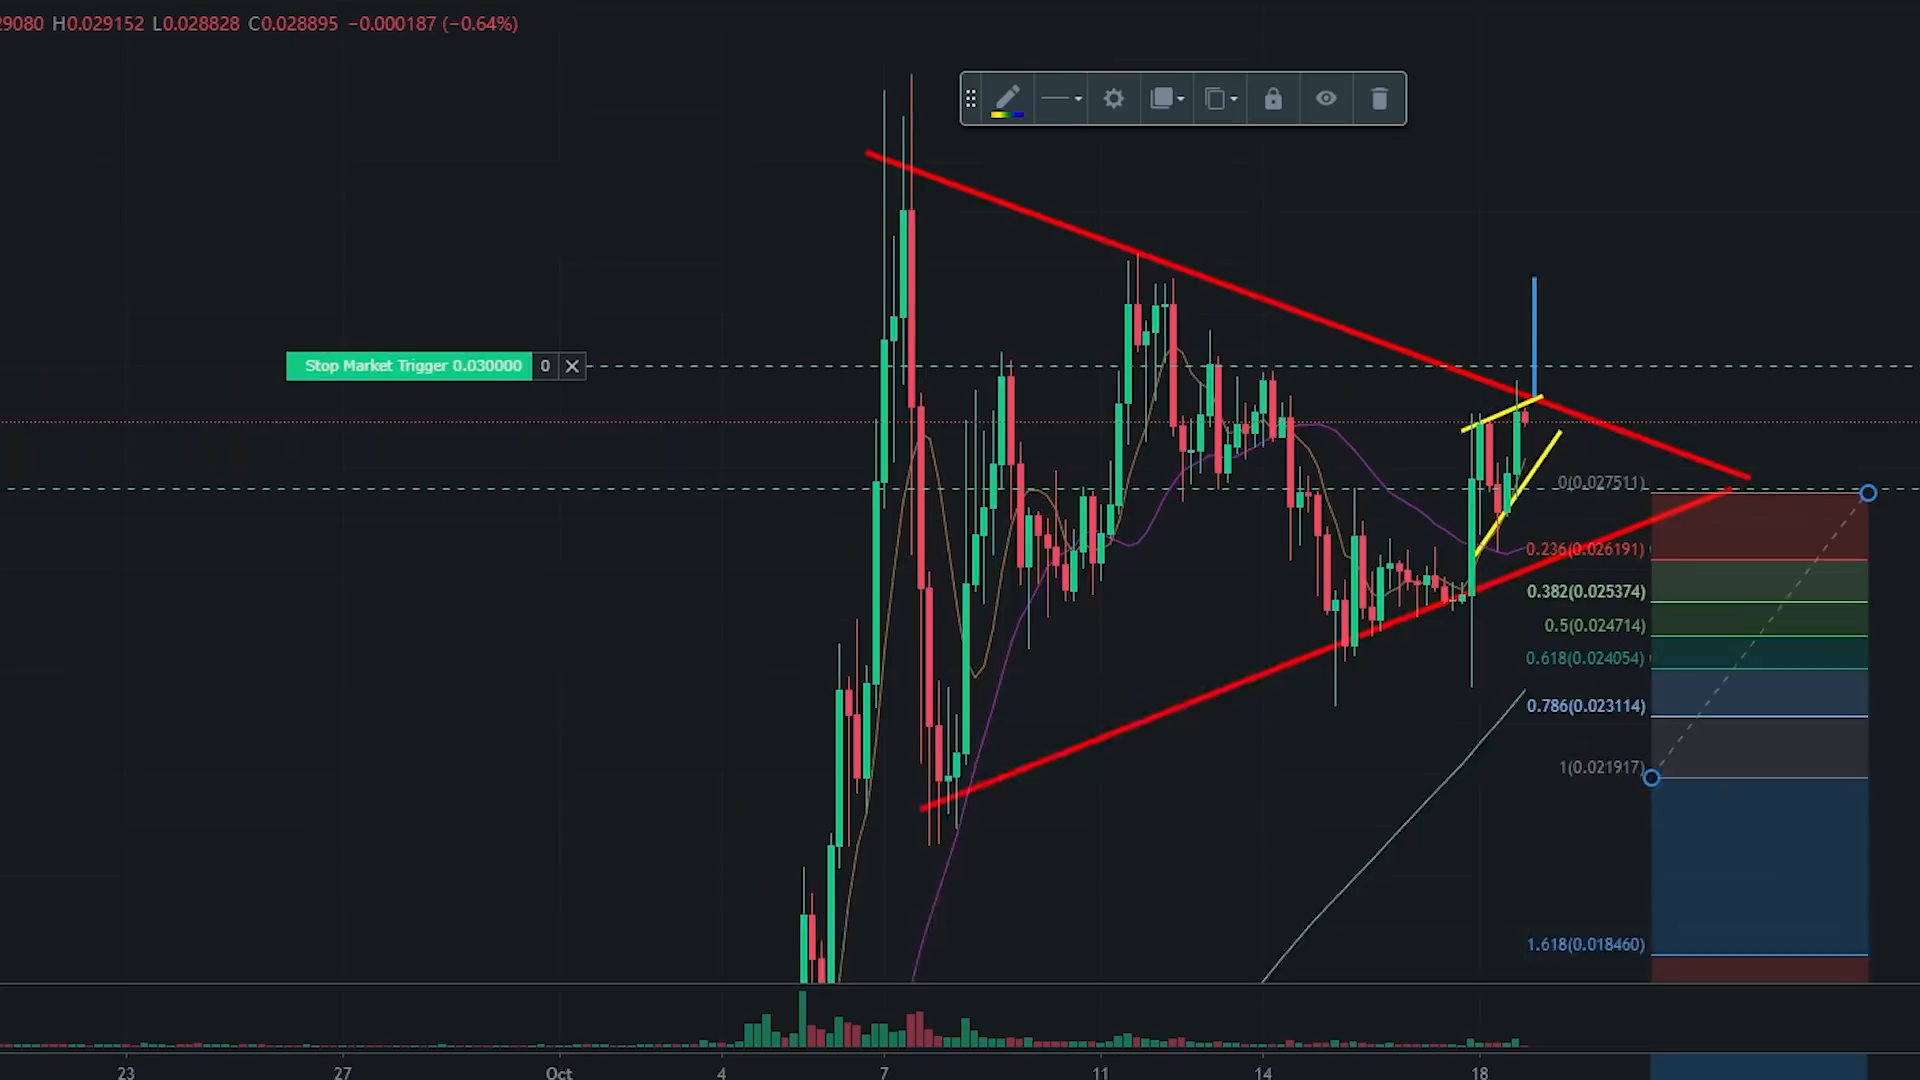 29080 H0.029152 L0.028828 C0.028895 −0.000187 (−0.64%)
Stop Market Trigger 0.030000 0
0(0.027511)
0.236(0.026191)
0.382(0.025374)
0.5(0.024714)
0.618(0.024054)
0.786(0.023114)
1(0.021917)
1.618(0.018460)
23 27 Oct 4 7 11 14 18